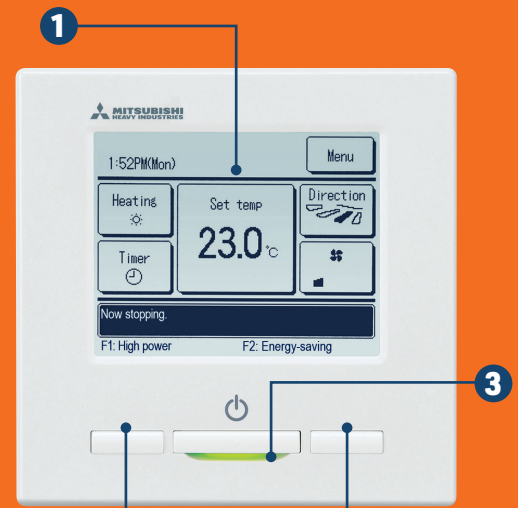 1
MITSUBISHI
HEAVY INDUSTRIES
1:52PM(Mon)
Menu
Heating
Set temp
Direction
23.0°C
Timer
Now stopping.
F1: High power
F2: Energy-saving
3